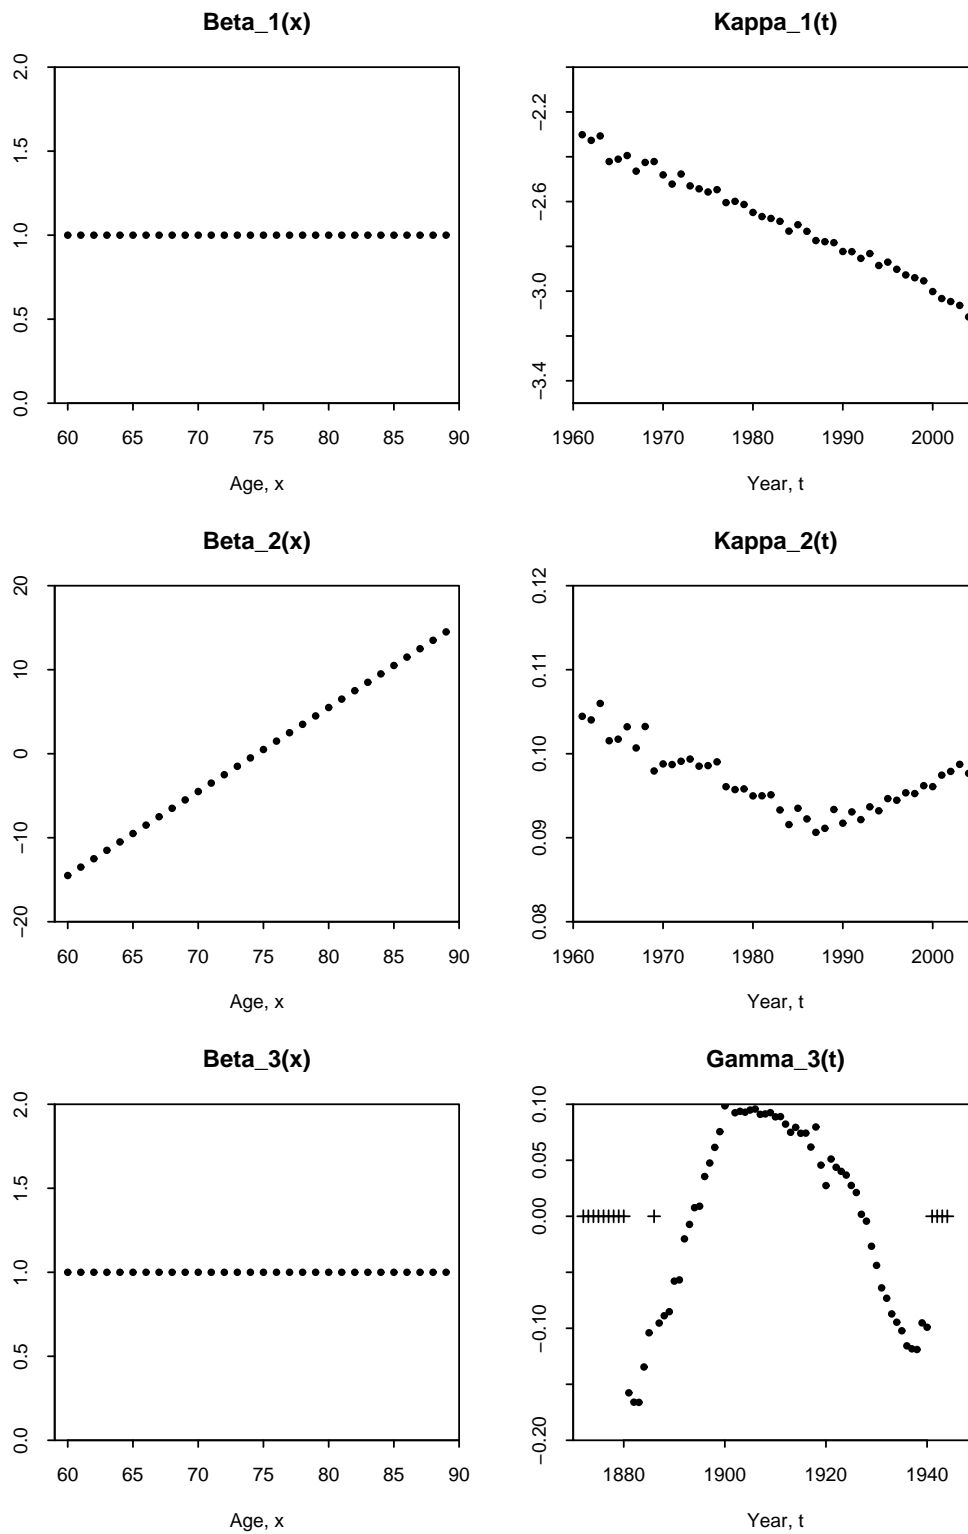 Beta_1(x)
0.0 0.5 1.0 1.5 2.0
60 65 70 75 80 85 90
Age, x
Kappa_1(t)
−3.4 −3.0 −2.6 −2.2
1960 1970 1980 1990 2000
Year, t
Beta_2(x)
−20 −10 0 10 20
60 65 70 75 80 85 90
Age, x
Kappa_2(t)
0.08 0.09 0.10 0.11 0.12
1960 1970 1980 1990 2000
Year, t
Beta_3(x)
0.0 0.5 1.0 1.5 2.0
60 65 70 75 80 85 90
Age, x
Gamma_3(t)
−0.20 −0.10 0.00 0.05 0.10
1880 1900 1920 1940
Year, t